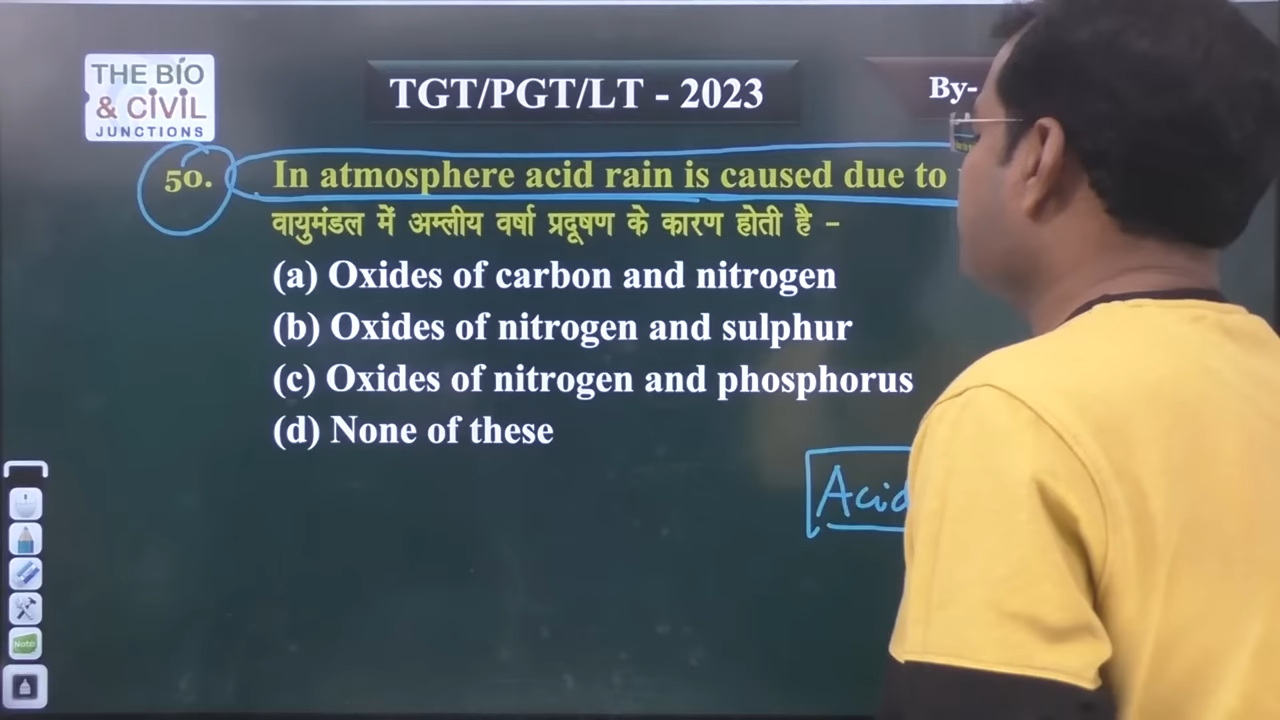 THE BIO
& CIVIL
JUNCTIONS
TGT/PGT/LT - 2023
By-
50. In atmosphere acid rain is caused due to
वायुमंडल में अम्लीय वर्षा प्रदूषण के कारण होती है -
(a) Oxides of carbon and nitrogen
(b) Oxides of nitrogen and sulphur
(c) Oxides of nitrogen and phosphorus
(d) None of these
Acid
Note